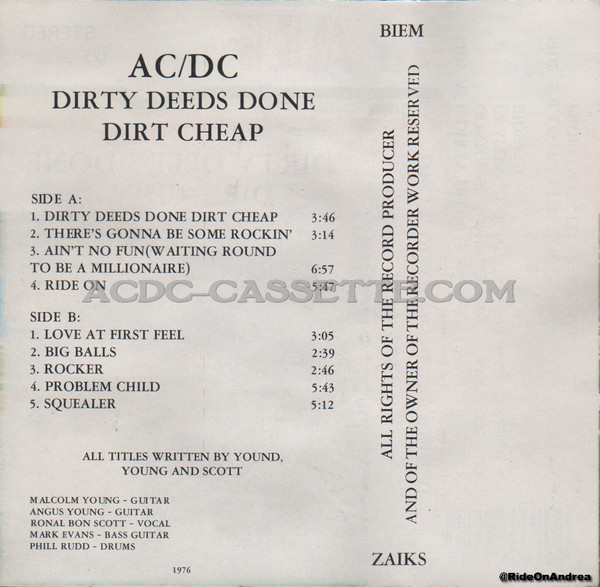 AC/DC
DIRTY DEEDS DONE
DIRT CHEAP
SIDE A:
1. DIRTY DEEDS DONE DIRT CHEAP 3:46
2. THERE'S GONNA BE SOME ROCKIN' 3:14
3. AIN'T NO FUN(WAITING ROUND
TO BE A MILLIONAIRE) 6:57
4. RIDE ON 5:47
ACDC-CASSETTE.COM
SIDE B:
1. LOVE AT FIRST FEEL 3:05
2. BIG BALLS 2:39
3. ROCKER 2:46
4. PROBLEM CHILD 5:43
5. SQUEALER 5:12
ALL TITLES WRITTEN BY YOUND,
YOUNG AND SCOTT
MALCOLM YOUNG - GUITAR
ANGUS YOUNG - GUITAR
RONAL BON SCOTT - VOCAL
MARK EVANS - BASS GUITAR
PHILL RUDD - DRUMS
1976
BIEM
ALL RIGHTS OF THE RECORD PRODUCER
AND OF THE OWNER OF THE RECORDER WORK RESERVED
ZAIKS
@RideOnAndrea